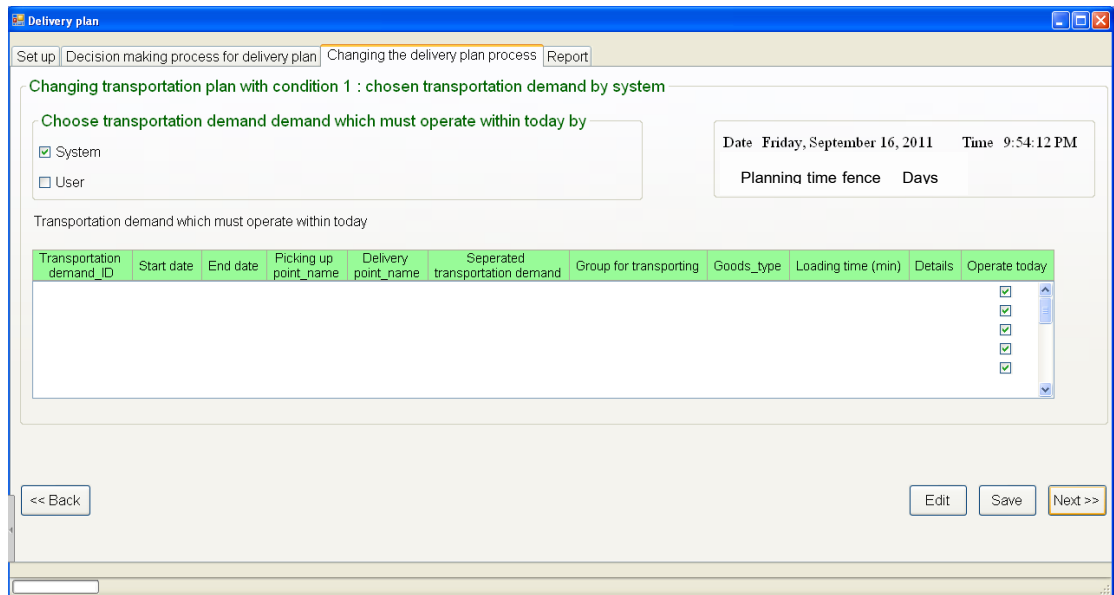 Delivery plan
Set up Decision making process for delivery plan Changing the delivery plan process Report
Changing transportation plan with condition 1 : chosen transportation demand by system
Choose transportation demand demand which must operate within today by
System
User
Date Friday, September 16, 2011 Time 9:54:12 PM
Planning time fence Days
Transportation demand which must operate within today
Transportation demand_ID Start date End date Picking up point_name Delivery point_name Seperated transportation demand Group for transporting Goods_type Loading time (min) Details Operate today
<< Back Edit Save Next >>